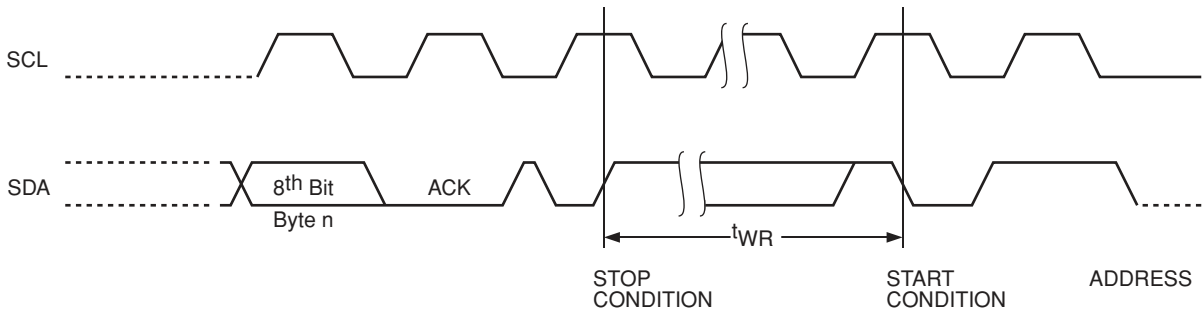 SCL
SDA
8th Bit
Byte n
ACK
tWR
STOP
CONDITION
START
CONDITION
ADDRESS